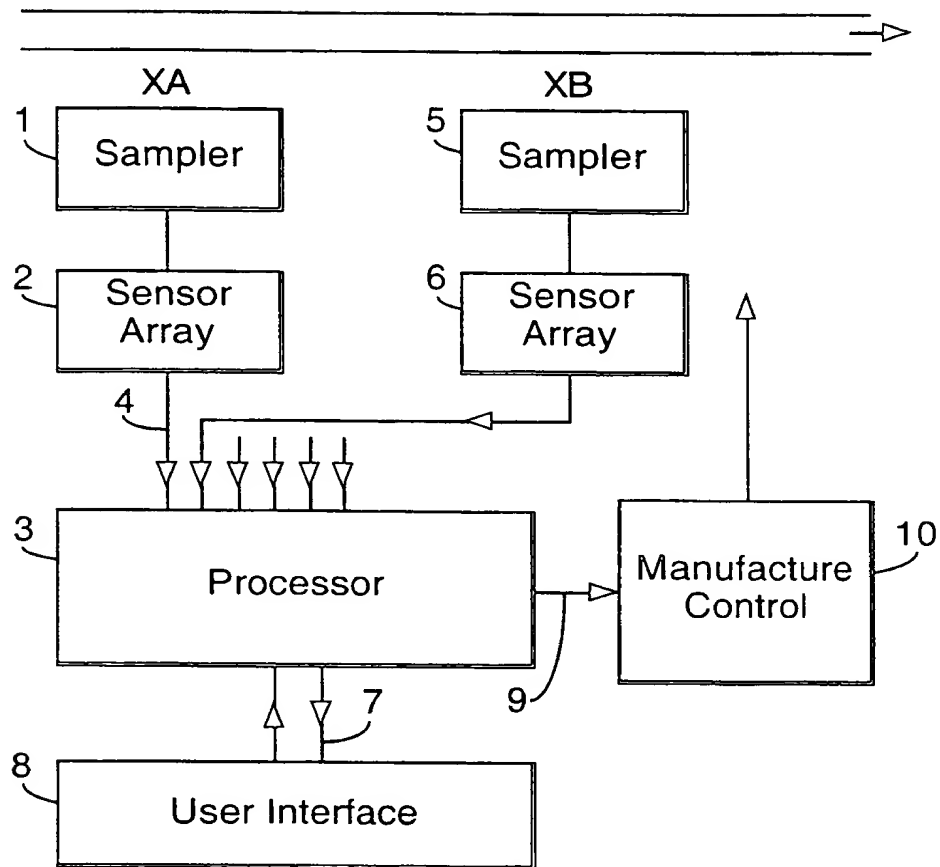 XA
XB
1
Sampler
5
Sampler
2
Sensor
Array
6
Sensor
Array
4
3
Processor
10
Manufacture
Control
9
7
8
User Interface